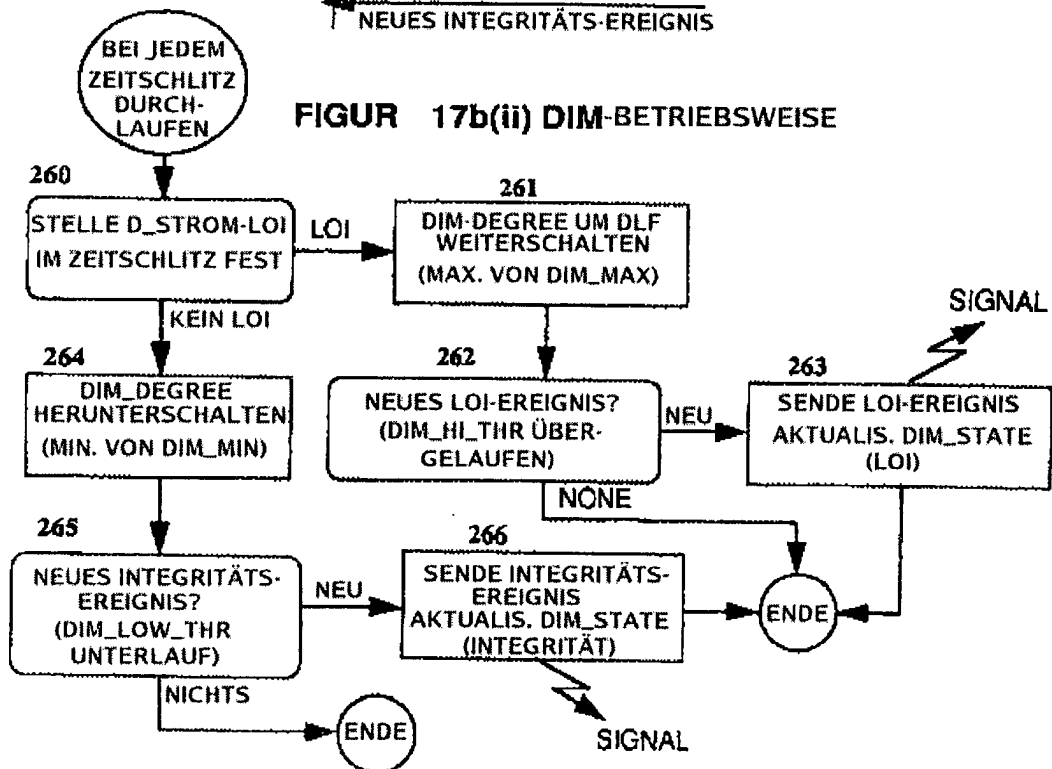 NEUES INTEGRITÄTS-EREIGNIS
BEI JEDEM
ZEITSCHLITZ
DURCH-
LAUFEN
FIGUR 17b(ii) DIM-BETRIEBSWEISE
260
STELLE D_STROM-LOI
IM ZEITSCHLITZ FEST
LOI
261
DIM-DEGREE UM DLF
WEITERSCHALTEN
(MAX. VON DIM_MAX)
KEIN LOI
SIGNAL
264
DIM_DEGREE
HERUNTERSCHALTEN
(MIN. VON DIM_MIN)
262
NEUES LOI-EREIGNIS?
(DIM_HI_THR ÜBER-
GELAUFEN)
NEU
263
SENDE LOI-EREIGNIS
AKTUALIS. DIM_STATE
(LOI)
NONE
265
NEUES INTEGRITÄTS-
EREIGNIS?
(DIM_LOW_THR
UNTERLAUF)
NEU
266
SENDE INTEGRITÄTS-
EREIGNIS
AKTUALIS. DIM_STATE
(INTEGRITÄT)
ENDE
NICHTS
ENDE
SIGNAL